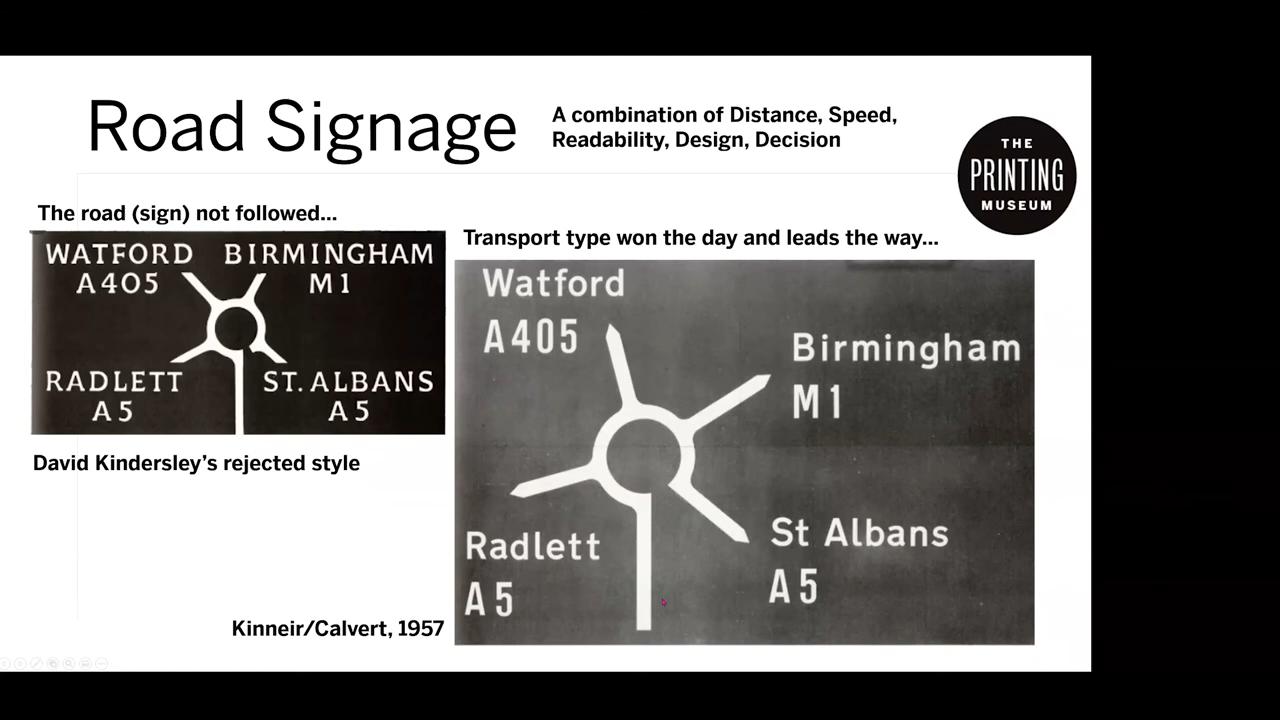 Road Signage
A combination of Distance, Speed,
Readability, Design, Decision
THE
PRINTING
MUSEUM
The road (sign) not followed...
WATFORD
A405
BIRMINGHAM
M1
RADLETT
A5
ST. ALBANS
A5
David Kindersley’s rejected style
Transport type won the day and leads the way...
Watford
A405
Birmingham
M1
Radlett
A5
St Albans
A5
Kinneir/Calvert, 1957